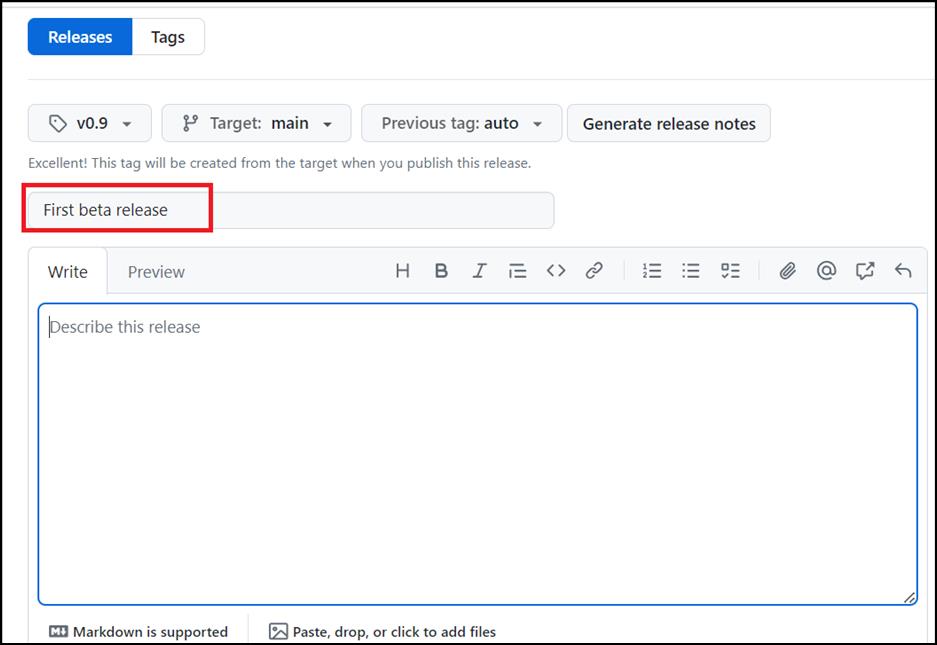 Releases Tags
v0.9 Target: main Previous tag: auto Generate release notes
Excellent! This tag will be created from the target when you publish this release.
First beta release
Write Preview H B I
Describe this release
Markdown is supported Paste, drop, or click to add files